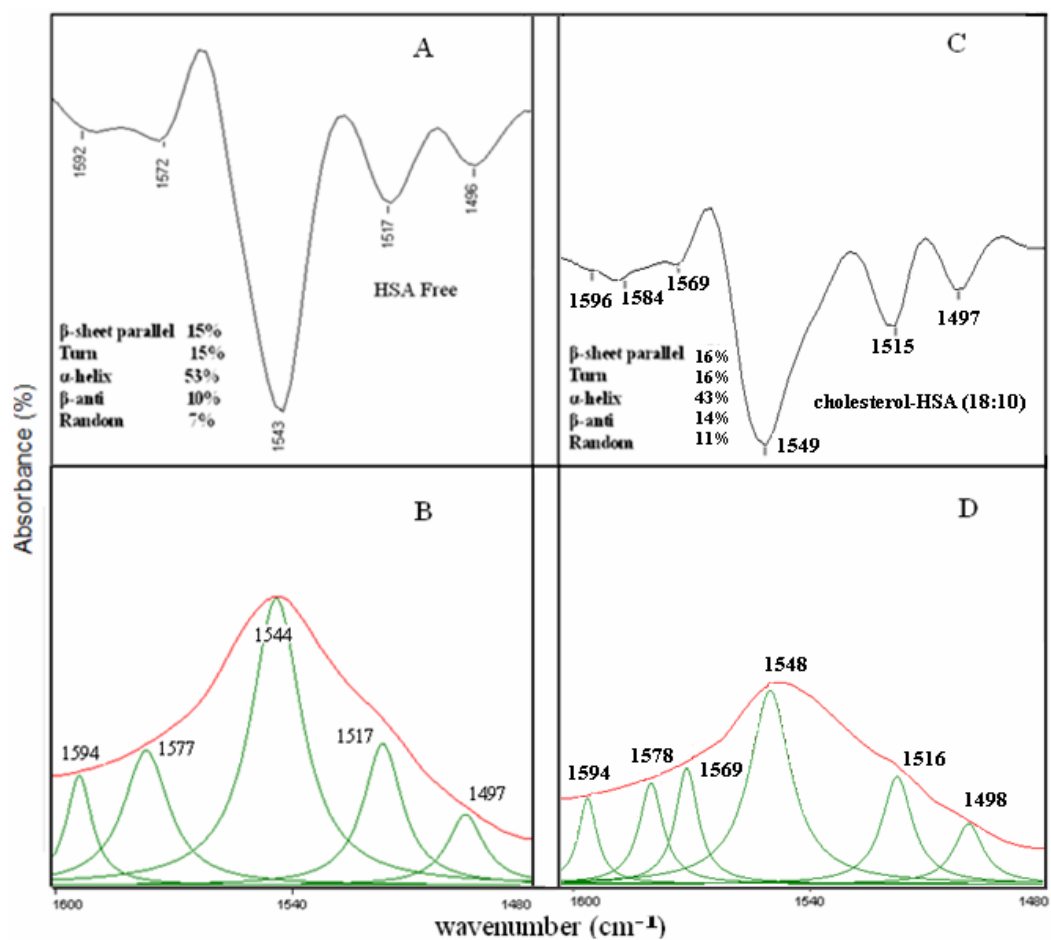 A
1592
1572
1543
1517
1496
HSA Free
β-sheet parallel 15%
Turn 15%
α-helix 53%
β-anti 10%
Random 7%
C
1596
1584
1569
1549
1515
1497
β-sheet parallel 16%
Turn 16%
α-helix 43%
β-anti 14%
Random 11%
cholesterol-HSA (18:10)
Absorbance (%)
B
1594
1577
1544
1517
1497
1600
1540
1480
D
1594
1578
1569
1548
1516
1498
1600
1540
1480
wavenumber (cm⁻¹)